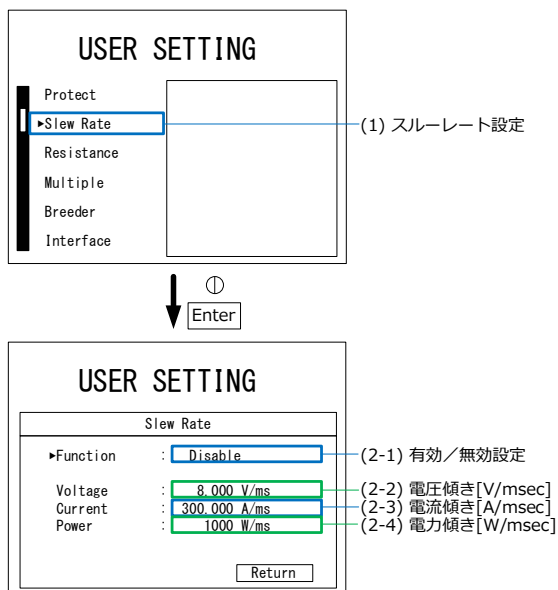 USER SETTING
Protect
▶Slew Rate
(1) スルーレート設定
Resistance
Multiple
Breeder
Interface
Enter
USER SETTING
Slew Rate
▶Function : Disable
(2-1) 有効／無効設定
Voltage : 8.000 V/ms
(2-2) 電圧傾き[V/msec]
Current : 300.000 A/ms
(2-3) 電流傾き[A/msec]
Power : 1000 W/ms
(2-4) 電力傾き[W/msec]
Return